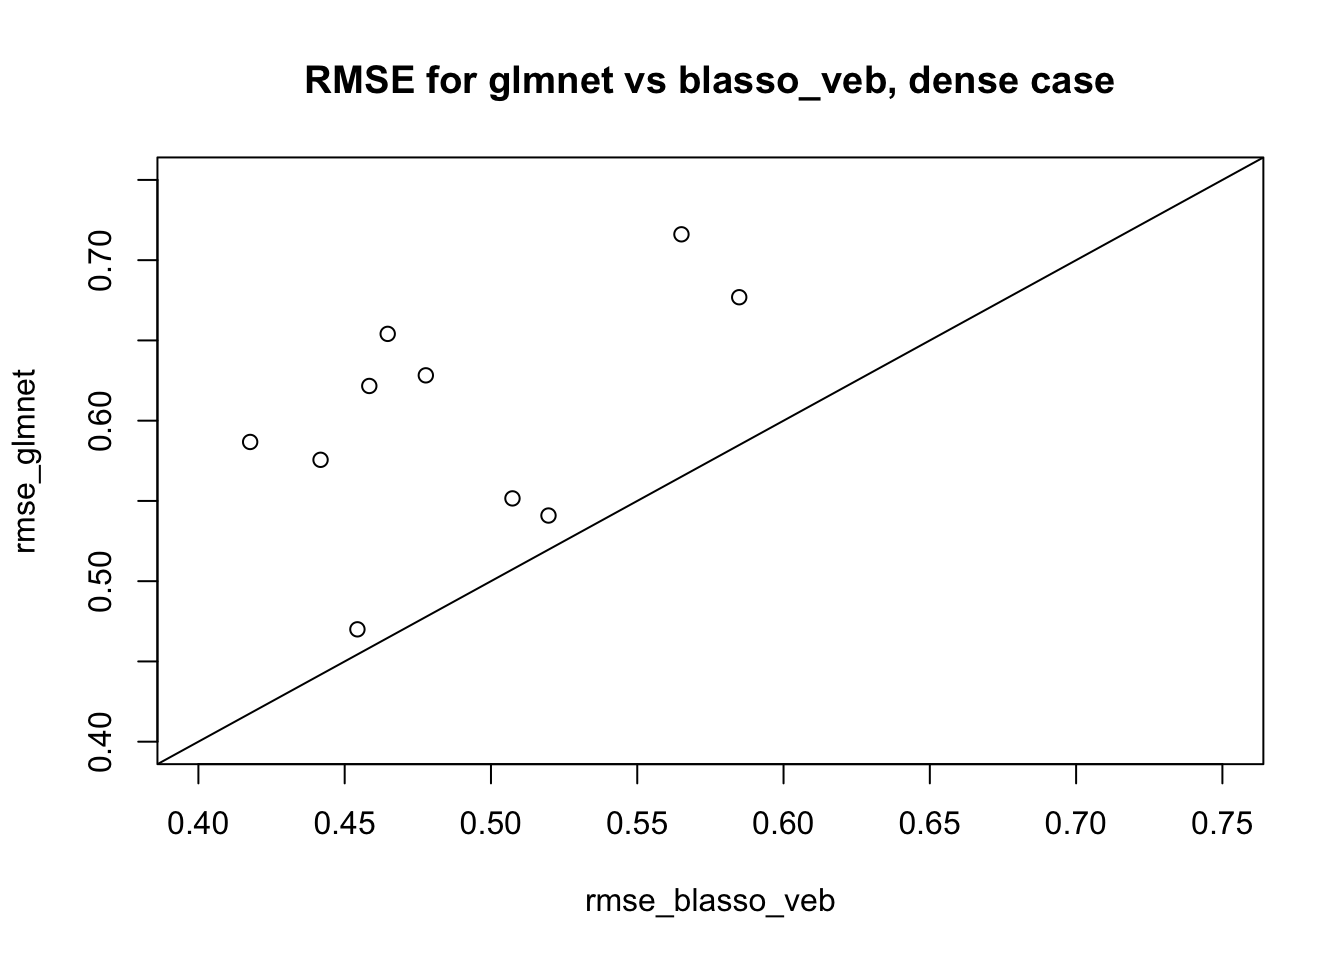 RMSE for glmnet vs blasso_veb, dense case
rmse_glmnet
0.70
0.60
0.50
0.40
0.40 0.45 0.50 0.55 0.60 0.65 0.70 0.75
rmse_blasso_veb